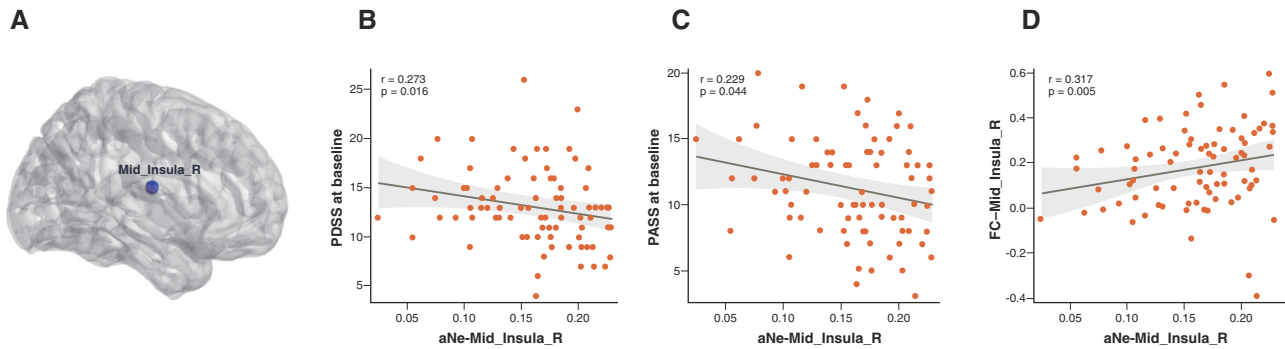 A
Mid_Insula_R
B
r = 0.273
p = 0.016
PDSS at baseline
25
20
15
10
5
0.05 0.10 0.15 0.20
aNe-Mid_Insula_R
C
r = 0.229
p = 0.044
PASS at baseline
20
15
10
5
0.05 0.10 0.15 0.20
aNe-Mid_Insula_R
D
r = 0.317
p = 0.005
FC–Mid_Insula_R
0.6
0.4
0.2
0.0
-0.4
0.05 0.10 0.15 0.20
aNe-Mid_Insula_R